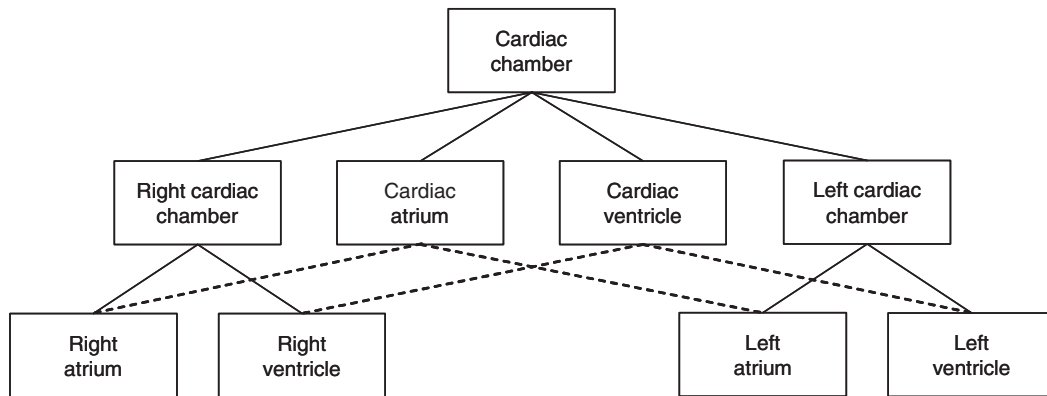 Cardiac
chamber
Right cardiac
chamber
Cardiac
atrium
Cardiac
ventricle
Left cardiac
chamber
Right
atrium
Right
ventricle
Left
atrium
Left
ventricle